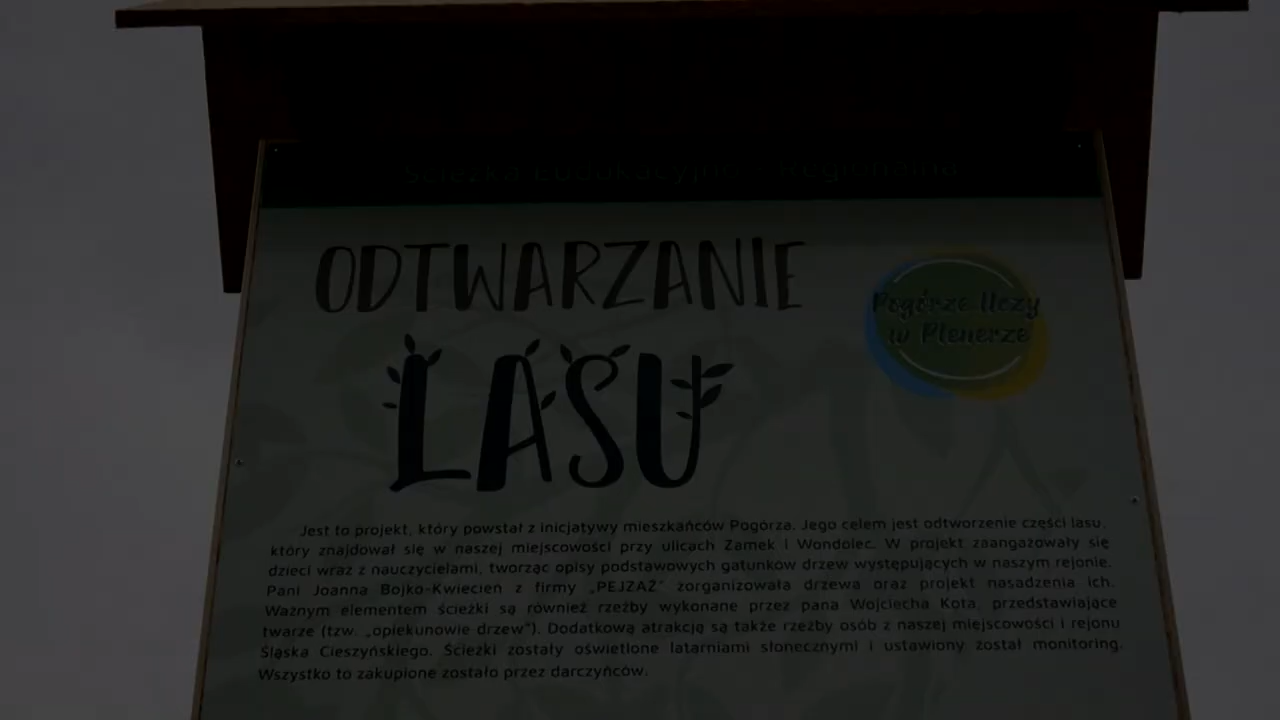 Ścieżka Edukacyjno - Regionalna
ODTWARZANIE
LASU
Pogórze Uczy
w Plenerze
Jest to projekt, który powstał z inicjatywy mieszkańców Pogórza. Jego celem jest odtworzenie części lasu,
który znajdował się w naszej miejscowości przy ulicach Zamek i Wondolec. W projekt zaangażowały się
dzieci wraz z nauczycielami, tworząc opisy podstawowych gatunków drzew występujących w naszym rejonie.
Pani Joanna Bojko-Kwiecień z firmy „PEJZAŻ” zorganizowała drzewa oraz projekt nasadzenia ich.
Ważnym elementem ścieżki są również rzeźby wykonane przez pana Wojciecha Kota, przedstawiające
twarze (tzw. „opiekunowie drzew”). Dodatkową atrakcją są także rzeźby osób z naszej miejscowości i rejonu
Śląska Cieszyńskiego. Ścieżki zostały oświetlone latarniami słonecznymi i ustawiony został monitoring.
Wszystko to zakupione zostało przez darczyńców.